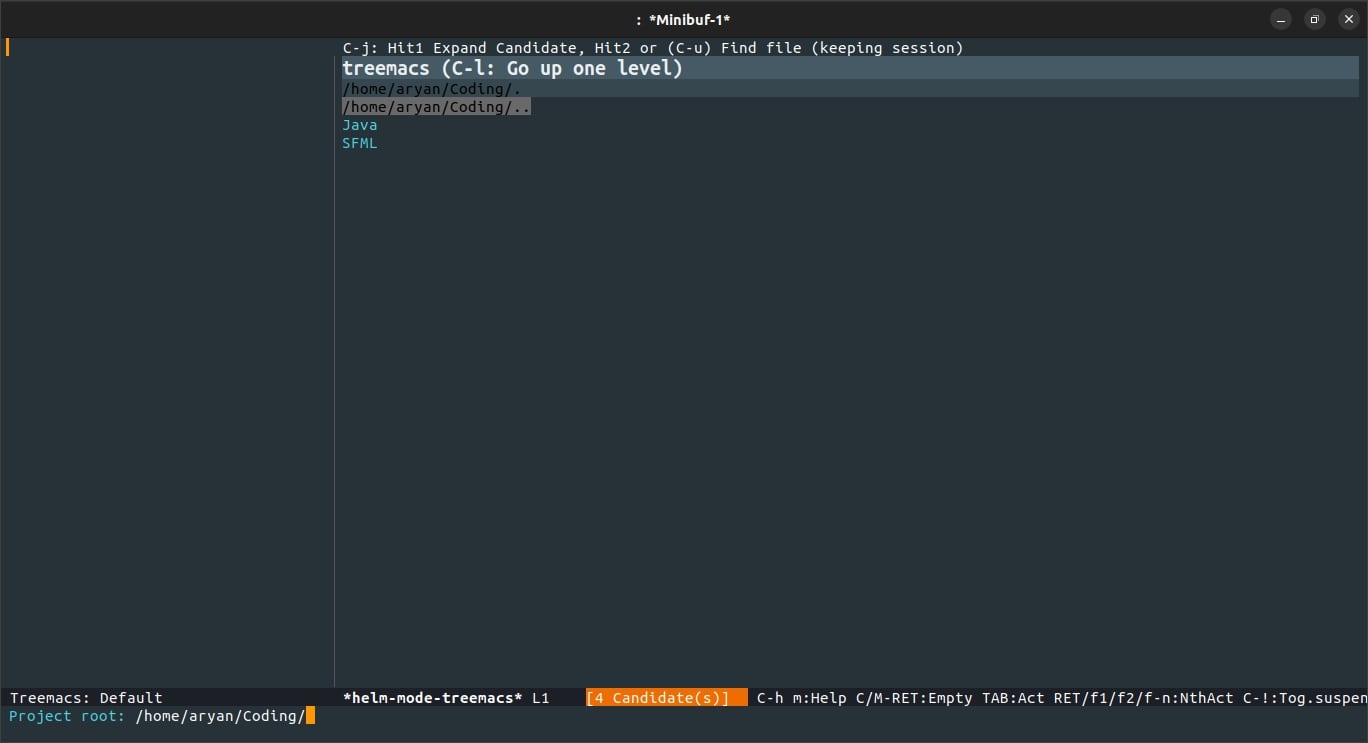 : *Minibuf-1*
C-j: Hit1 Expand Candidate, Hit2 or (C-u) Find file (keeping session)
treemacs (C-l: Go up one level)
/home/aryan/Coding/.
/home/aryan/Coding/..
Java
SFML
Treemacs: Default
*helm-mode-treemacs* L1 [4 Candidate(s)] C-h m:Help C/M-RET:Empty TAB:Act RET/f1/f2/f-n:NthAct C-!:Tog.suspen
Project root: /home/aryan/Coding/